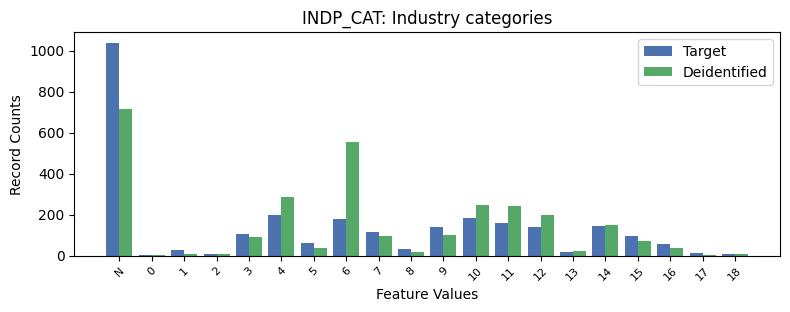 INDP_CAT: Industry categories
Target
Deidentified
Record Counts
1000
800
600
400
200
0
N 0 1 2 3 4 5 6 7 8 9 10 11 12 13 14 15 16 17 18
Feature Values